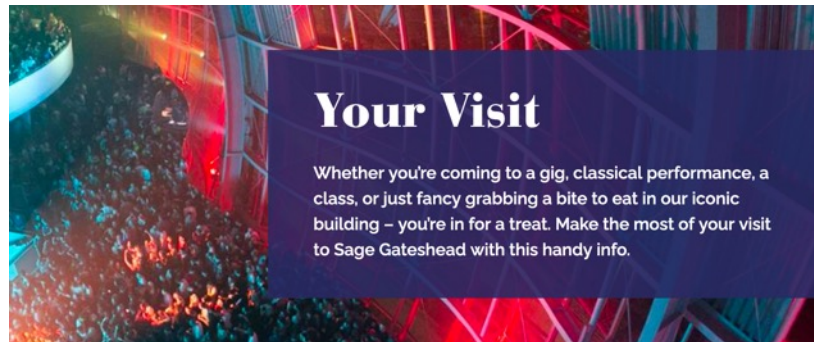 Your Visit
Whether you're coming to a gig, classical performance, a
class, or just fancy grabbing a bite to eat in our iconic
building – you're in for a treat. Make the most of your visit
to Sage Gateshead with this handy info.